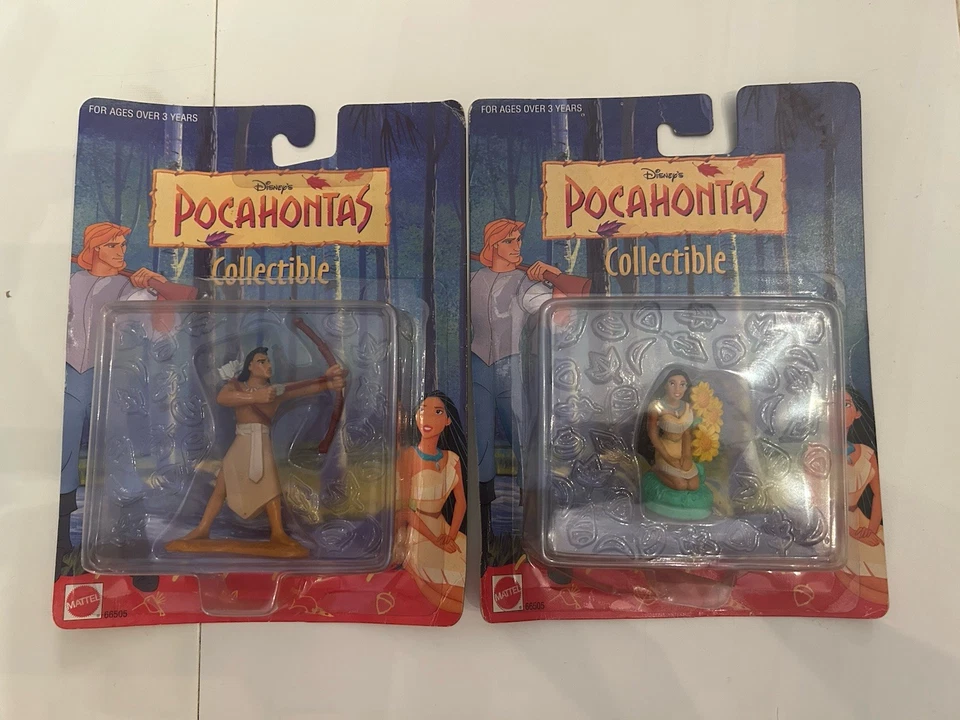 FOR AGES OVER 3 YEARS
DISNEY'S
POCAHONTAS
Collectible
MATTEL
66505
FOR AGES OVER 3 YEARS
DISNEY'S
POCAHONTAS
Collectible
MATTEL
66505